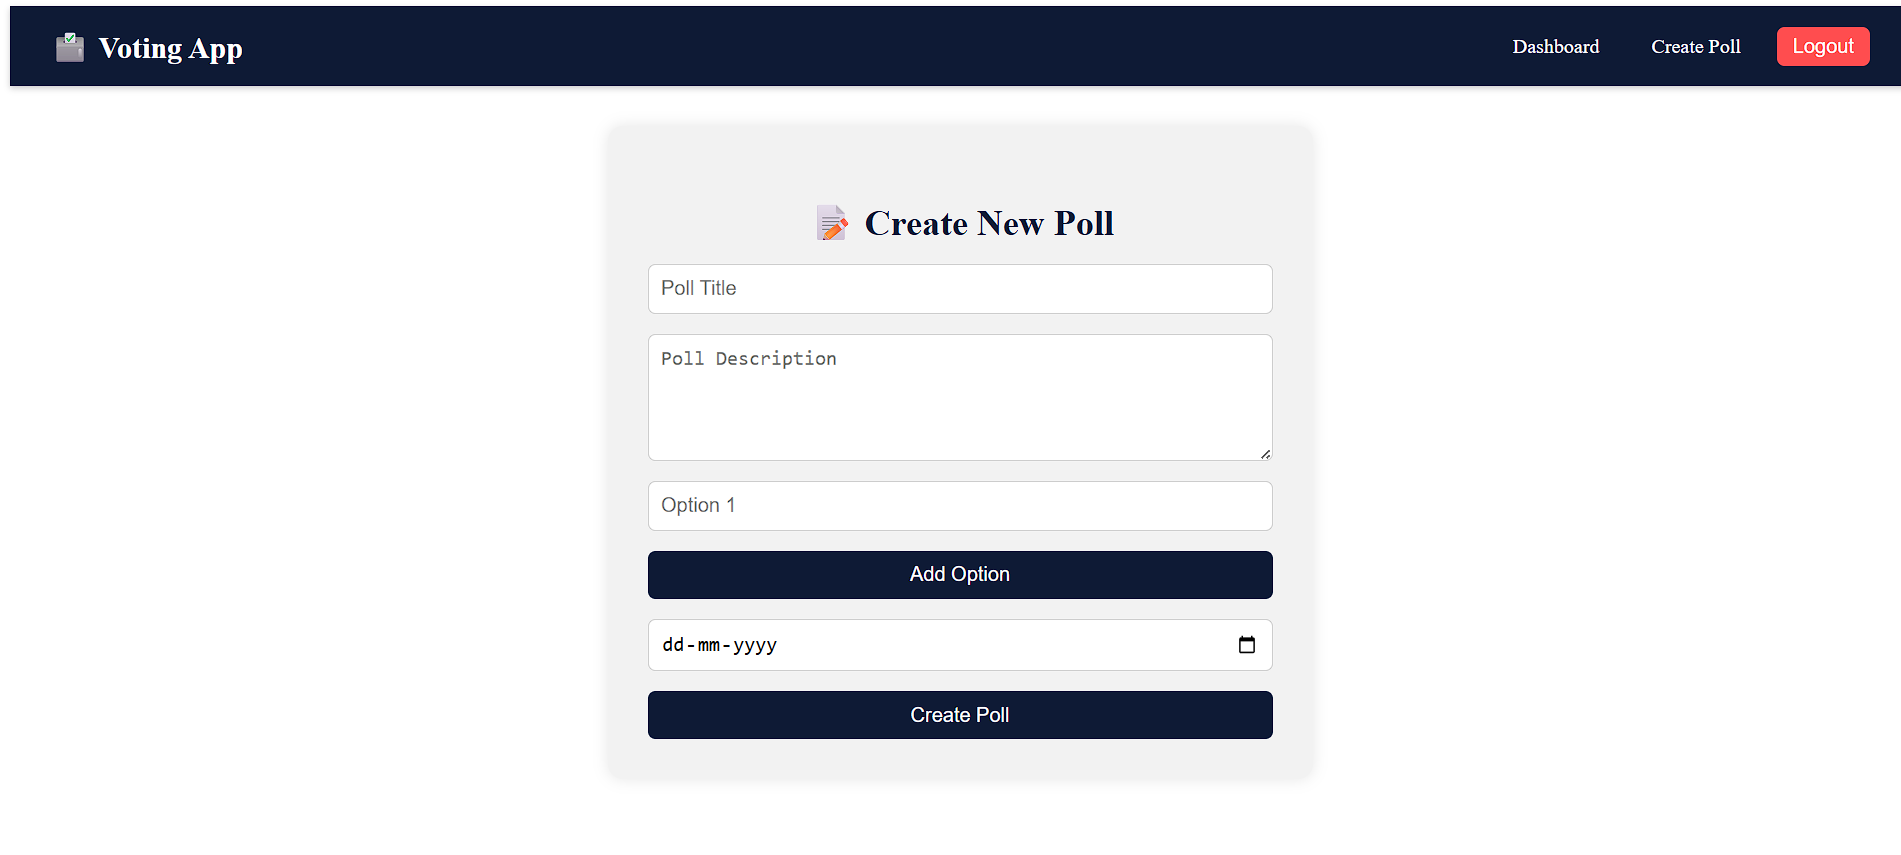 Voting App
Dashboard
Create Poll
Logout
Create New Poll
Poll Title
Poll Description
Option 1
Add Option
dd-mm-yyyy
Create Poll